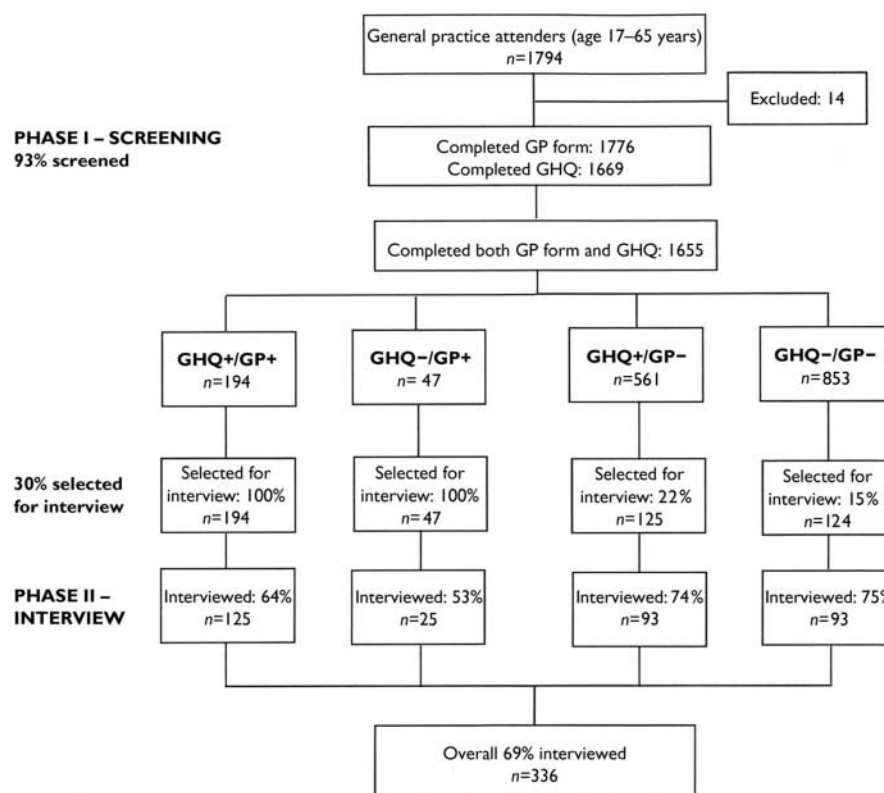 General practice attenders (age 17–65 years)
n=1794
Excluded: 14
PHASE I – SCREENING
93% screened
Completed GP form: 1776
Completed GHQ: 1669
Completed both GP form and GHQ: 1655
GHQ+/GP+
n=194
GHQ−/GP+
n= 47
GHQ+/GP−
n=561
GHQ−/GP−
n=853
30% selected
for interview
Selected for
interview: 100%
n=194
Selected for
interview: 100%
n=47
Selected for
interview: 22%
n=125
Selected for
interview: 15%
n=124
PHASE II –
INTERVIEW
Interviewed: 64%
n=125
Interviewed: 53%
n=25
Interviewed: 74%
n=93
Interviewed: 75%
n=93
Overall 69% interviewed
n=336